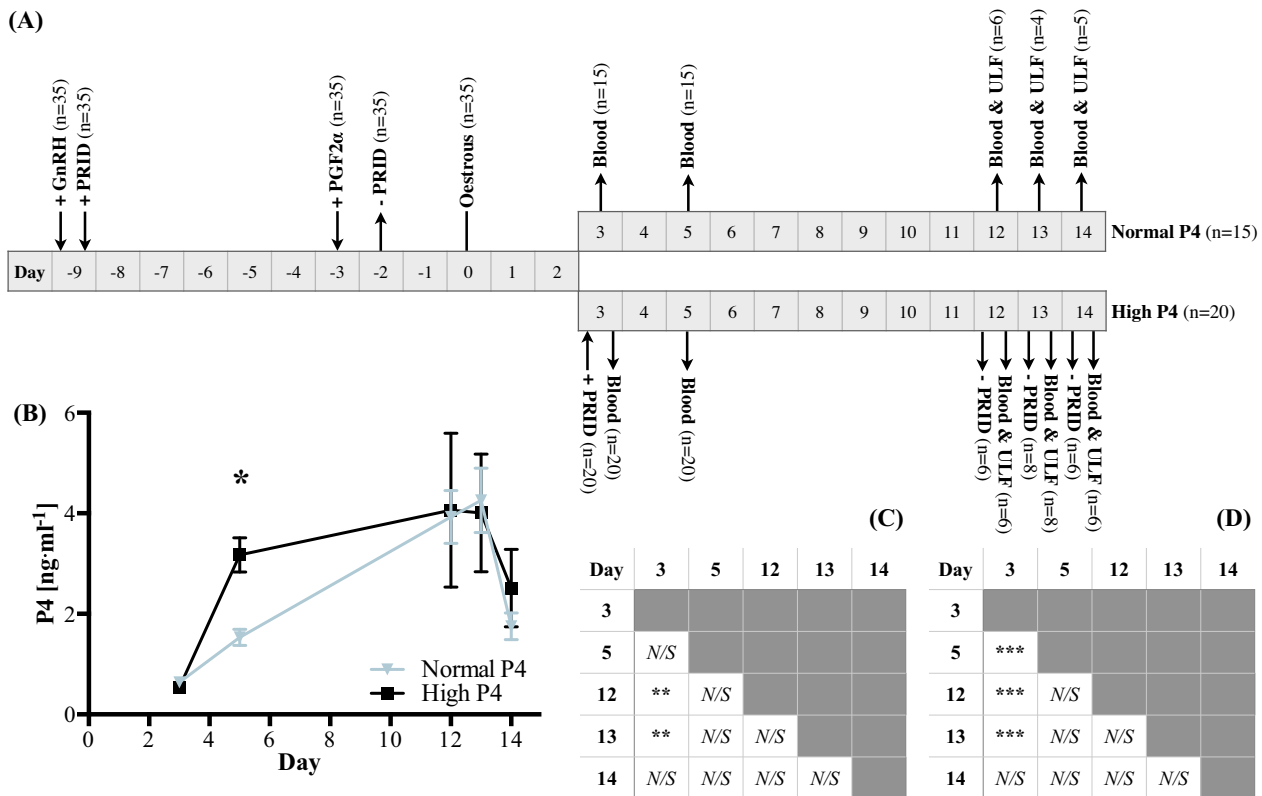 (A)
+ GnRH (n=35)
+ PRID (n=35)
+ PGF2α (n=35)
- PRID (n=35)
Oestrous (n=35)
Blood (n=15)
Blood (n=15)
Blood & ULF (n=6)
Blood & ULF (n=4)
Blood & ULF (n=5)
3 4 5 6 7 8 9 10 11 12 13 14 Normal P4 (n=15)
Day -9 -8 -7 -6 -5 -4 -3 -2 -1 0 1 2
3 4 5 6 7 8 9 10 11 12 13 14 High P4 (n=20)
+ PRID (n=20)
Blood (n=20)
Blood (n=20)
- PRID (n=6)
Blood & ULF (n=6)
- PRID (n=8)
Blood & ULF (n=8)
- PRID (n=6)
Blood & ULF (n=6)
(B)
P4 [ng·ml-1]
6
4
2
0
*
Normal P4
High P4
0 2 4 6 8 10 12 14
Day
(C)
Day 3 5 12 13 14
3
5 N/S
12 ** N/S
13 ** N/S N/S
14 N/S N/S N/S N/S
(D)
Day 3 5 12 13 14
3
5 ***
12 *** N/S
13 *** N/S N/S
14 N/S N/S N/S N/S